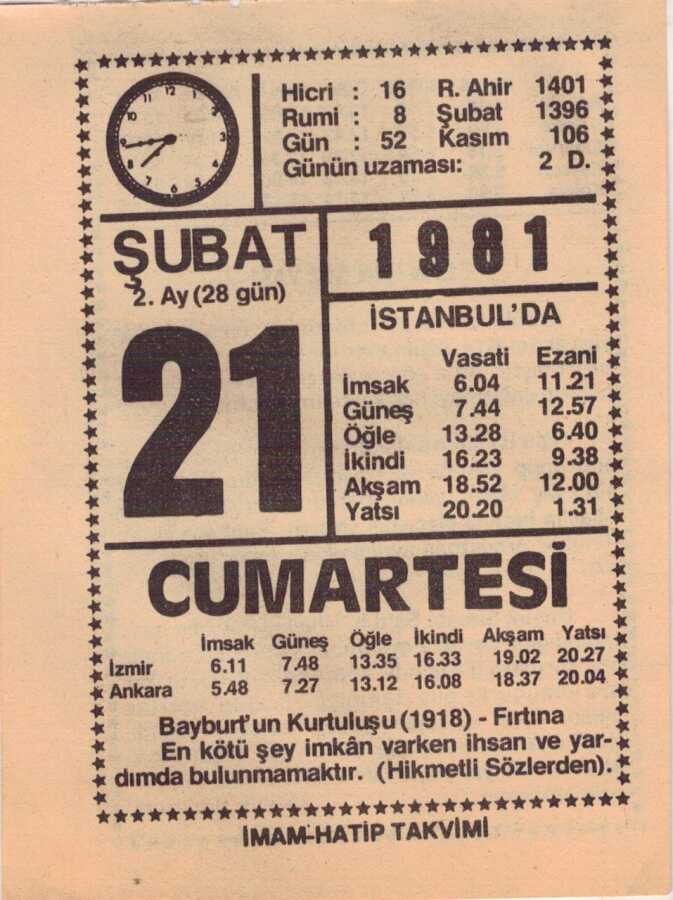 Hicri : 16 R. Ahir 1401
Rumi : 8 Şubat 1396
Gün : 52 Kasım 106
Günün uzaması: 2 D.
ŞUBAT
2. Ay (28 gün)
21
1981
İSTANBUL'DA
Vasati Ezani
İmsak 6.04 11.21
Güneş 7.44 12.57
Öğle 13.28 6.40
İkindi 16.23 9.38
Akşam 18.52 12.00
Yatsı 20.20 1.31
CUMARTESİ
İmsak Güneş Öğle İkindi Akşam Yatsı
İzmir 6.11 7.48 13.35 16.33 19.02 20.27
Ankara 5.48 7.27 13.12 16.08 18.37 20.04
Bayburt'un Kurtuluşu (1918) - Fırtına
En kötü şey imkân varken ihsan ve yar-
dımda bulunmamaktır. (Hikmetli Sözlerden).
İMAM-HATİP TAKVİMİ